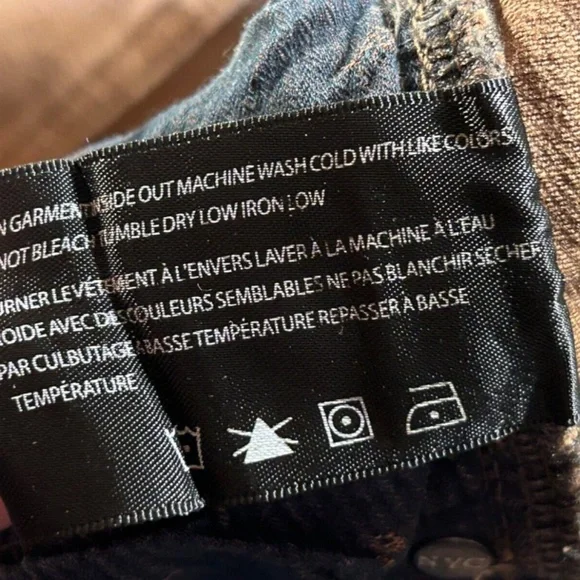 GARMENT INSIDE OUT MACHINE WASH COLD WITH LIKE COLORS
NOT BLEACH TUMBLE DRY LOW IRON LOW
URNER LE VÊTEMENT À L'ENVERS LAVER À LA MACHINE À L'EAU
OIDE AVEC DES COULEURS SEMBLABLES NE PAS BLANCHIR SÉCHER
PAR CULBUTAGE À BASSE TEMPÉRATURE REPASSER À BASSE
TEMPÉRATURE